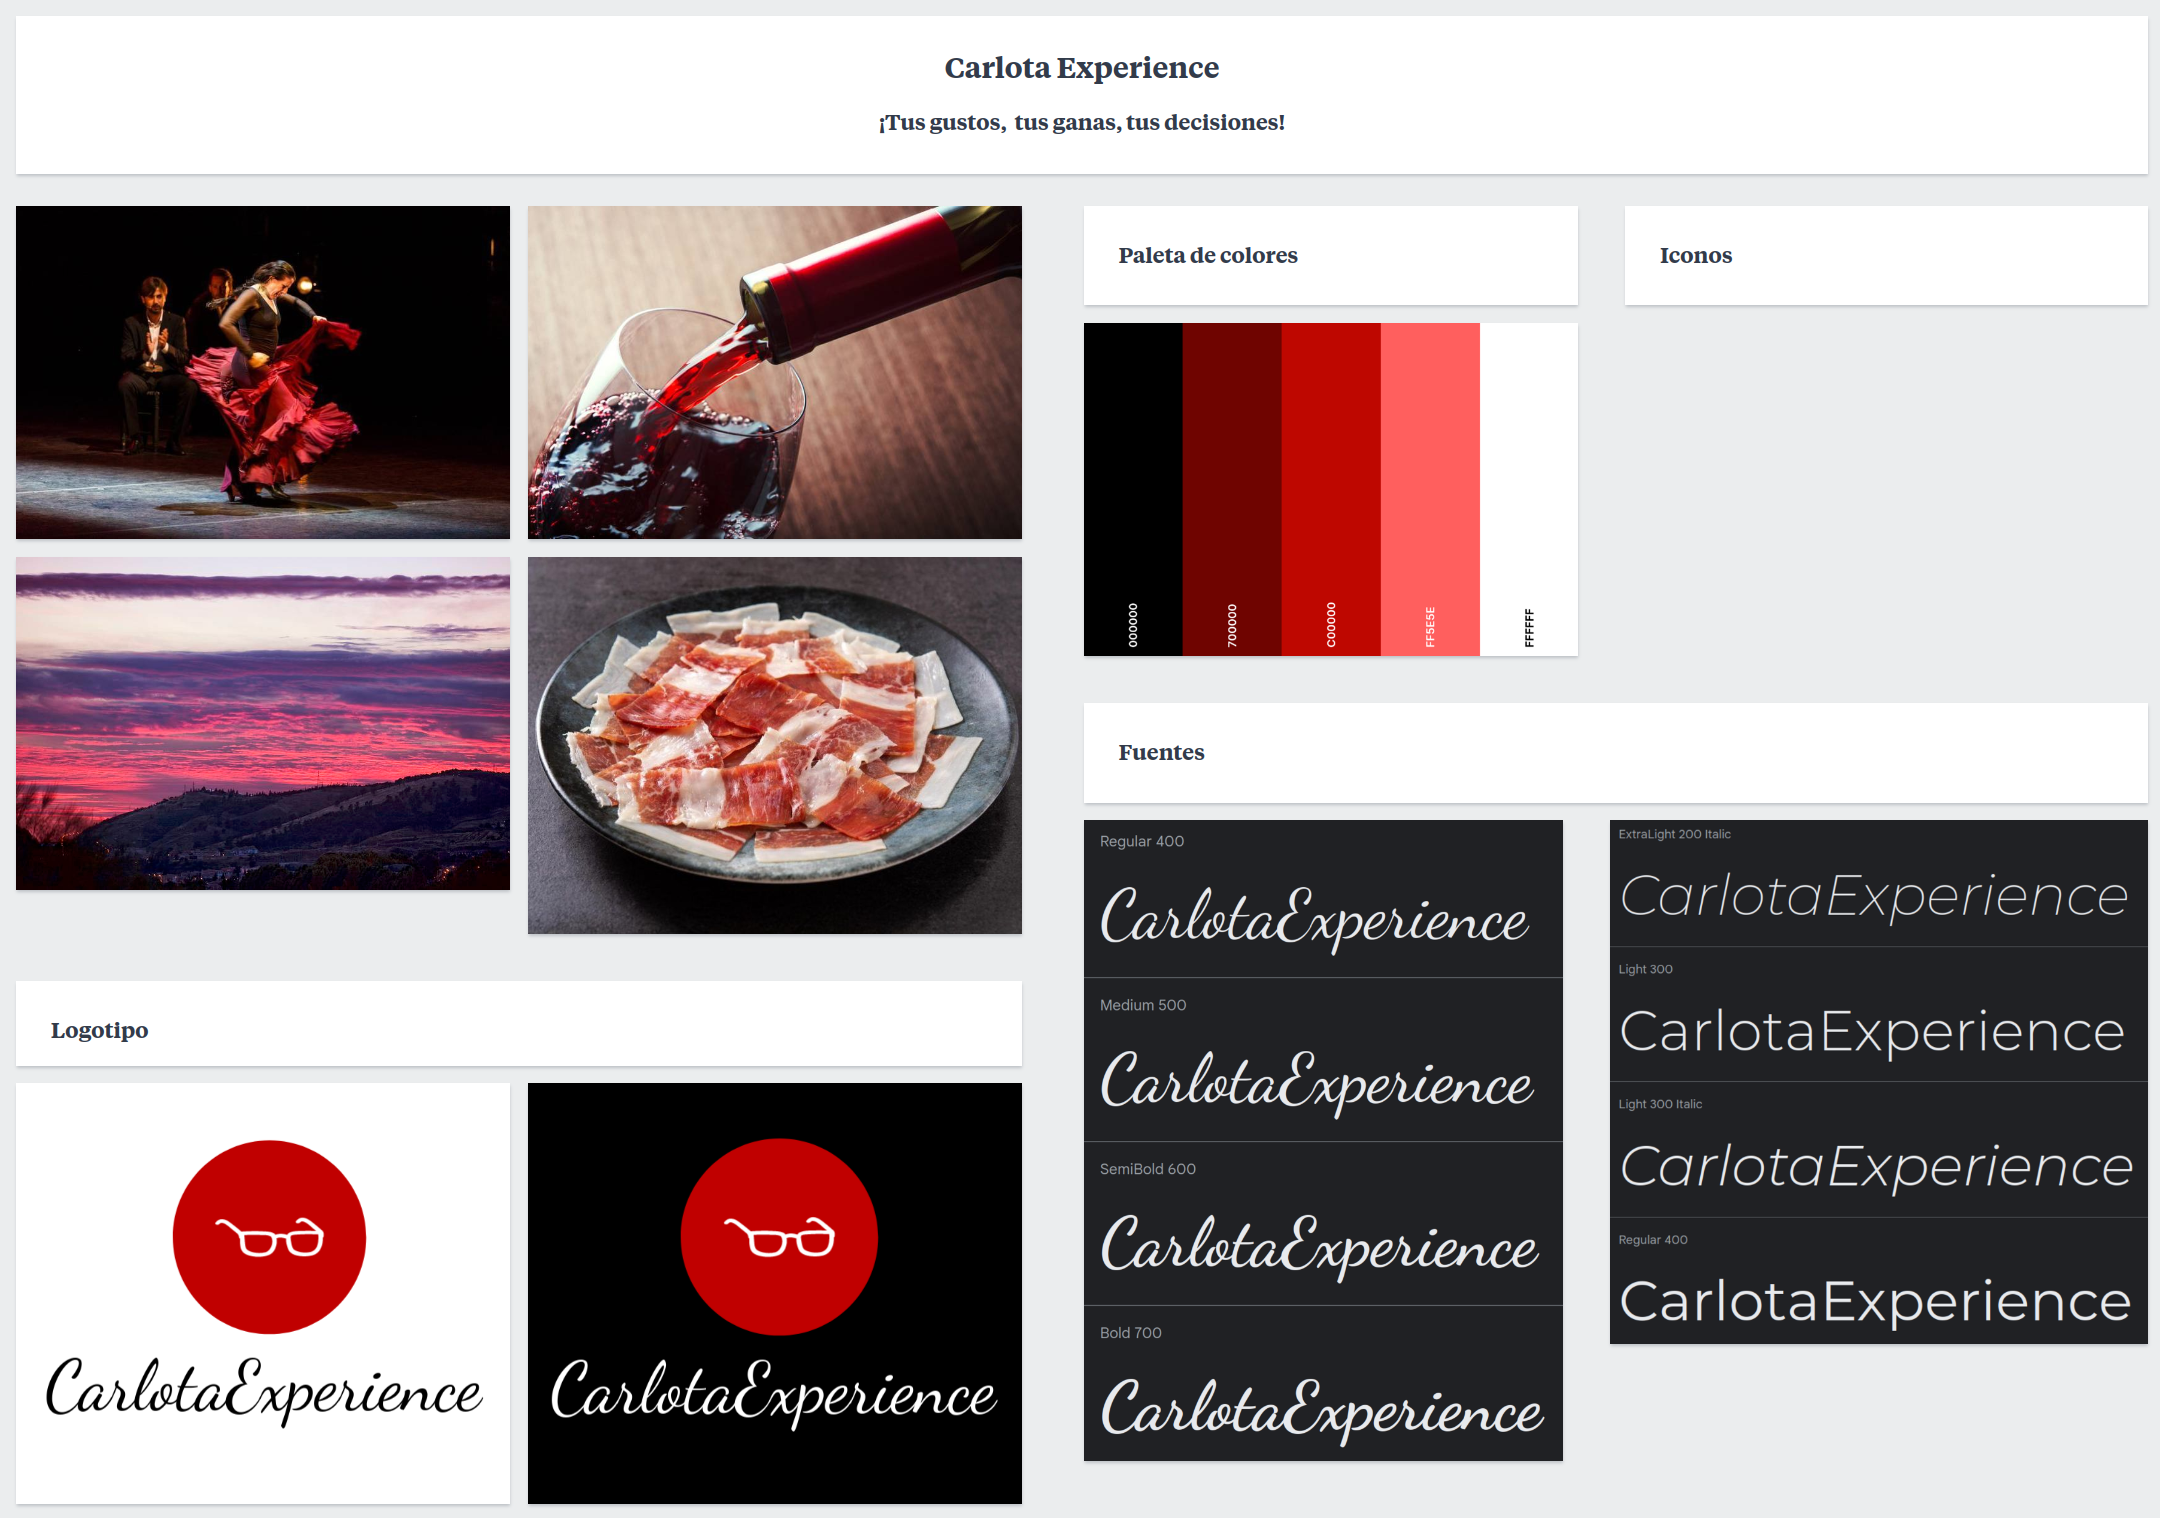 Carlota Experience
¡Tus gustos, tus ganas, tus decisiones!
Paleta de colores
000000
700000
C00000
FF5E5E
FFFFFF
Iconos
Fuentes
Regular 400
CarlotaExperience
Medium 500
CarlotaExperience
SemiBold 600
CarlotaExperience
Bold 700
CarlotaExperience
ExtraLight 200 Italic
CarlotaExperience
Light 300
CarlotaExperience
Light 300 Italic
CarlotaExperience
Regular 400
CarlotaExperience
Logotipo
CarlotaExperience
CarlotaExperience